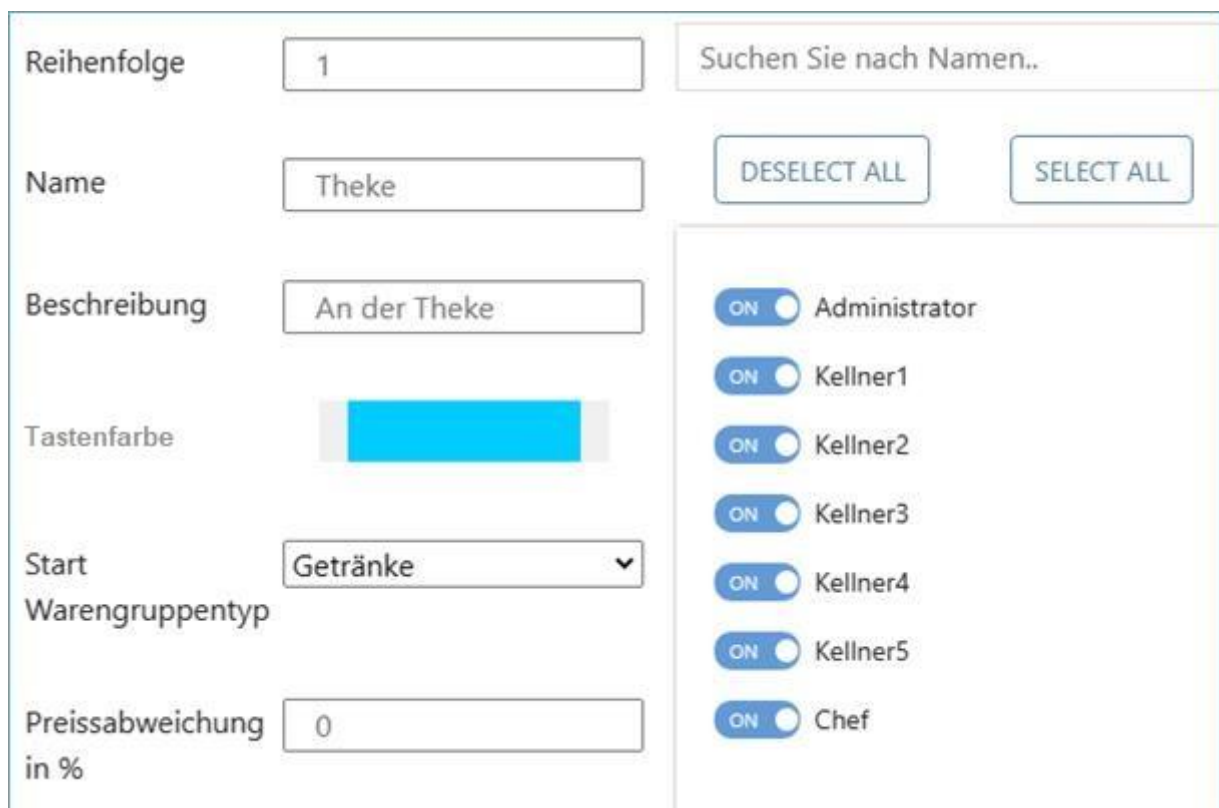 Reihenfolge
1
Name
Theke
Beschreibung
An der Theke
Tastenfarbe
Start
Warengruppentyp
Getränke
Preissabweichung
in %
0
Suchen Sie nach Namen..
DESELECT ALL
SELECT ALL
ON Administrator
ON Kellner1
ON Kellner2
ON Kellner3
ON Kellner4
ON Kellner5
ON Chef